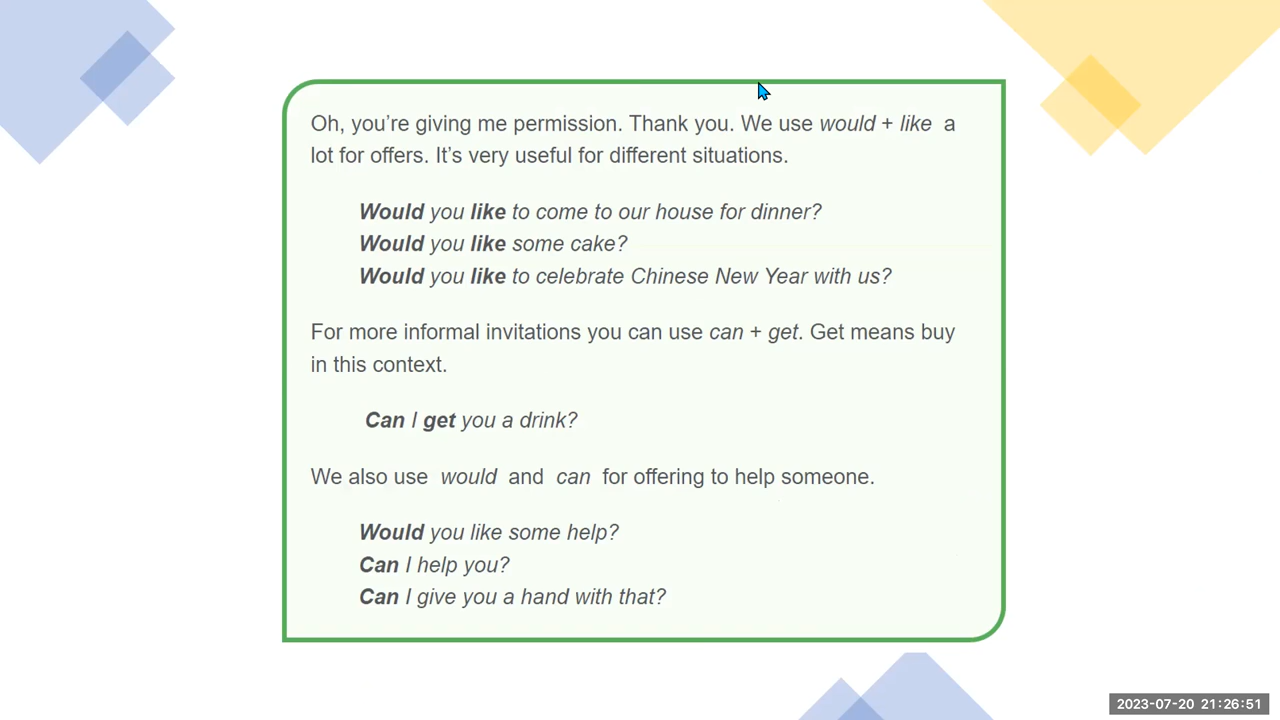 Oh, you’re giving me permission. Thank you. We use would + like a
lot for offers. It’s very useful for different situations.
Would you like to come to our house for dinner?
Would you like some cake?
Would you like to celebrate Chinese New Year with us?
For more informal invitations you can use can + get. Get means buy
in this context.
Can I get you a drink?
We also use would and can for offering to help someone.
Would you like some help?
Can I help you?
Can I give you a hand with that?
2023-07-20 21:26:51